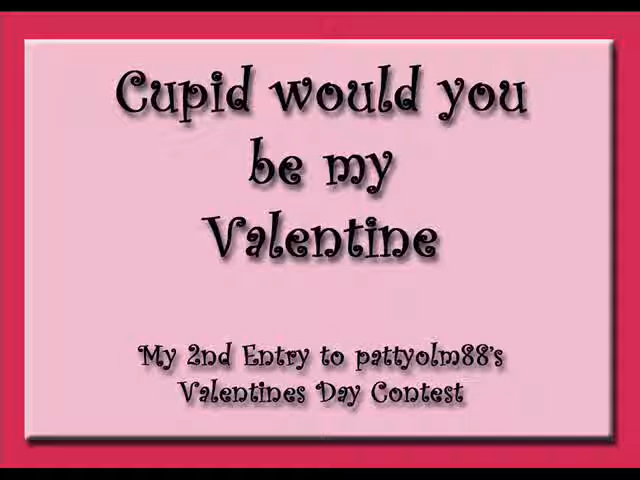 Cupid would you
be my
Valentine
My 2nd Entry to pattyolm88's
Valentines Day Contest